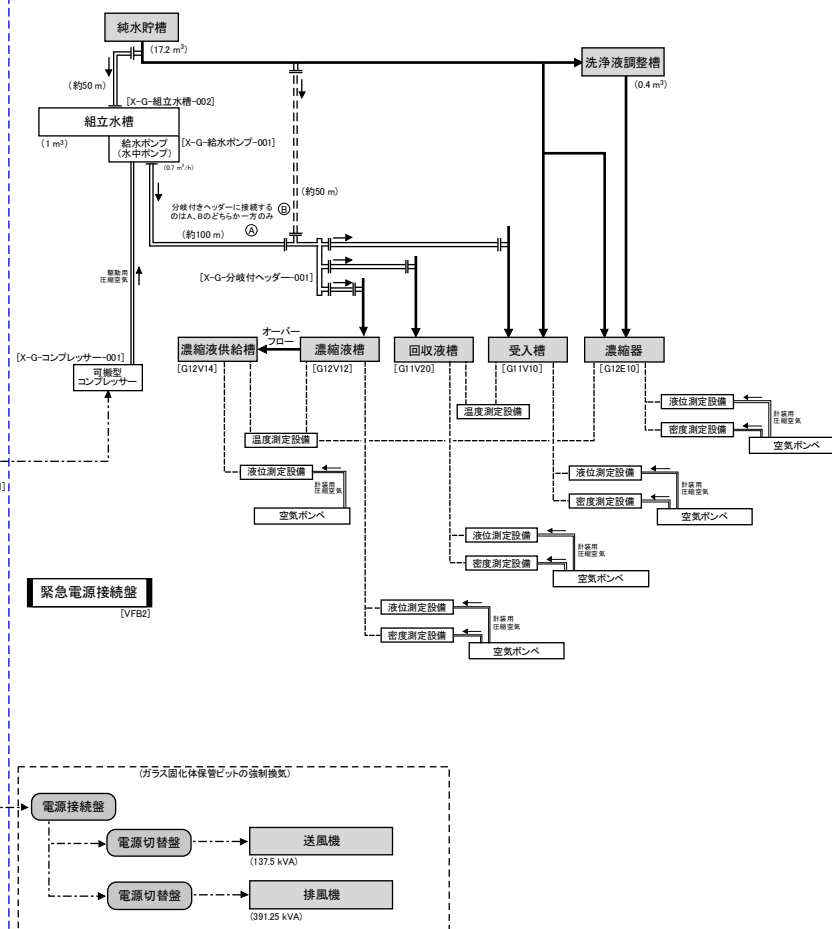 純水貯槽
(17.2 m³)
洗浄液調整槽
(0.4 m³)
(約50 m)
[X-G-組立水槽-002]
組立水槽
(1 m³)
給水ポンプ
(水中ポンプ)
[X-G-給水ポンプ-001]
(0.7 m³/h)
(約50 m)
分岐付きヘッダーに接続する
のはA、Bのどちらか一方のみ
Ⓑ
Ⓐ
(約100 m)
[X-G-分岐付ヘッダー-001]
駆動用
圧縮空気
[X-G-コンプレッサー-001]
可搬型
コンプレッサー
オーバー
フロー
濃縮液供給槽
[G12V14]
濃縮液槽
[G12V12]
回収液槽
[G11V20]
受入槽
[G11V10]
濃縮器
[G12E10]
温度測定設備
温度測定設備
液位測定設備
計装用
圧縮空気
密度測定設備
空気ボンベ
液位測定設備
計装用
圧縮空気
空気ボンベ
液位測定設備
計装用
圧縮空気
密度測定設備
空気ボンベ
液位測定設備
計装用
圧縮空気
密度測定設備
空気ボンベ
液位測定設備
計装用
圧縮空気
密度測定設備
空気ボンベ
緊急電源接続盤
[VFB2]
(ガラス固化体保管ピットの強制換気)
電源接続盤
電源切替盤
送風機
(137.5 kVA)
電源切替盤
排風機
(391.25 kVA)